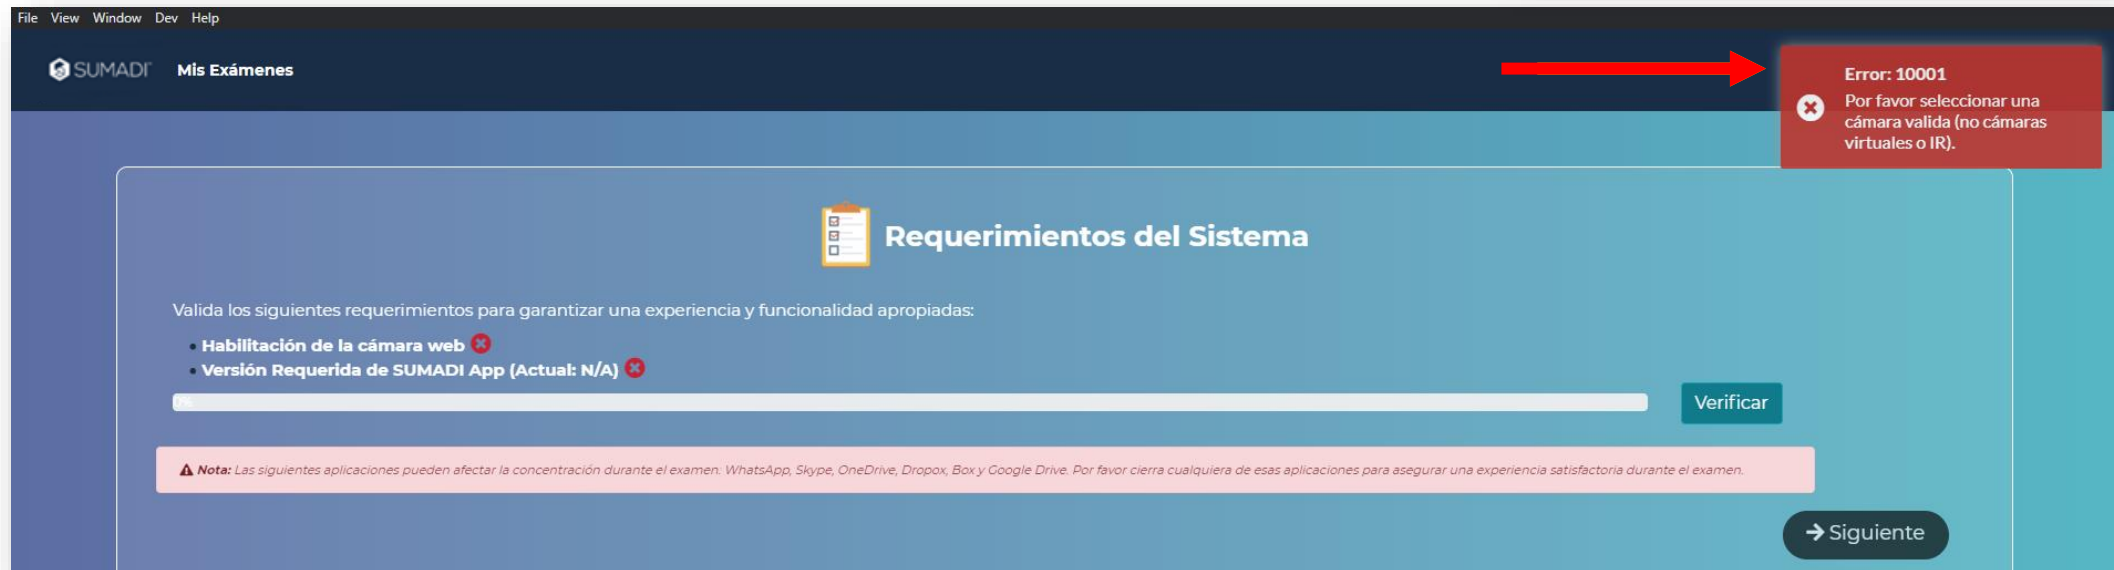 File View Window Dev Help
SUMADI Mis Exámenes
Error: 10001
Por favor seleccionar una
cámara valida (no cámaras
virtuales o IR).
Requerimientos del Sistema
Valida los siguientes requerimientos para garantizar una experiencia y funcionalidad apropiadas:
• Habilitación de la cámara web
• Versión Requerida de SUMADI App (Actual: N/A)
0%
Verificar
Nota: Las siguientes aplicaciones pueden afectar la concentración durante el examen: WhatsApp, Skype, OneDrive, Dropox, Box y Google Drive. Por favor cierra cualquiera de esas aplicaciones para asegurar una experiencia satisfactoria durante el examen.
Siguiente